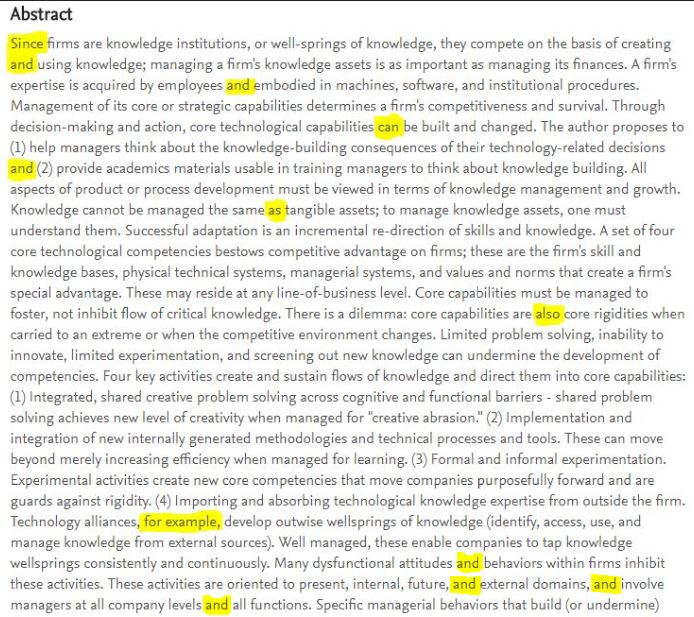 Abstract
Since firms are knowledge institutions, or well-springs of knowledge, they compete on the basis of creating
and using knowledge; managing a firm's knowledge assets is as important as managing its finances. A firm's
expertise is acquired by employees and embodied in machines, software, and institutional procedures.
Management of its core or strategic capabilities determines a firm's competitiveness and survival. Through
decision-making and action, core technological capabilities can be built and changed. The author proposes to
(1) help managers think about the knowledge-building consequences of their technology-related decisions
and (2) provide academics materials usable in training managers to think about knowledge building. All
aspects of product or process development must be viewed in terms of knowledge management and growth.
Knowledge cannot be managed the same as tangible assets; to manage knowledge assets, one must
understand them. Successful adaptation is an incremental re-direction of skills and knowledge. A set of four
core technological competencies bestows competitive advantage on firms; these are the firm's skill and
knowledge bases, physical technical systems, managerial systems, and values and norms that create a firm's
special advantage. These may reside at any line-of-business level. Core capabilities must be managed to
foster, not inhibit flow of critical knowledge. There is a dilemma: core capabilities are also core rigidities when
carried to an extreme or when the competitive environment changes. Limited problem solving, inability to
innovate, limited experimentation, and screening out new knowledge can undermine the development of
competencies. Four key activities create and sustain flows of knowledge and direct them into core capabilities:
(1) Integrated, shared creative problem solving across cognitive and functional barriers - shared problem
solving achieves new level of creativity when managed for "creative abrasion." (2) Implementation and
integration of new internally generated methodologies and technical processes and tools. These can move
beyond merely increasing efficiency when managed for learning. (3) Formal and informal experimentation.
Experimental activities create new core competencies that move companies purposefully forward and are
guards against rigidity. (4) Importing and absorbing technological knowledge expertise from outside the firm.
Technology alliances, for example, develop outwise wellsprings of knowledge (identify, access, use, and
manage knowledge from external sources). Well managed, these enable companies to tap knowledge
wellsprings consistently and continuously. Many dysfunctional attitudes and behaviors within firms inhibit
these activities. These activities are oriented to present, internal, future, and external domains, and involve
managers at all company levels and all functions. Specific managerial behaviors that build (or undermine)